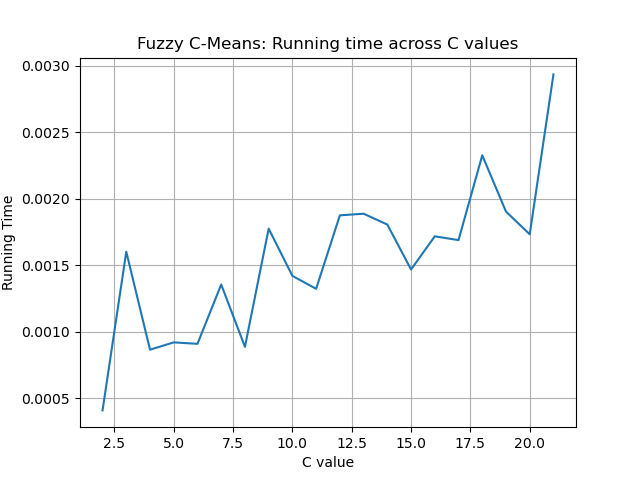 Fuzzy C-Means: Running time across C values
0.0030
0.0025
0.0020
0.0015
0.0010
0.0005
Running Time
2.5 5.0 7.5 10.0 12.5 15.0 17.5 20.0
C value